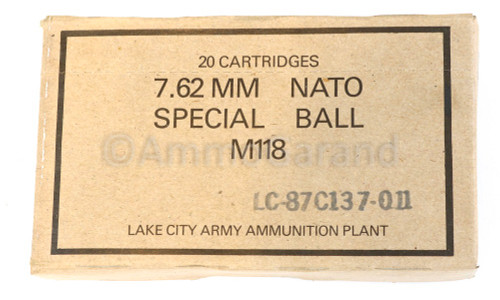 20 CARTRIDGES
7.62 MM NATO
SPECIAL BALL
©AmmoGarand
M118
LC-87C137-011
LAKE CITY ARMY AMMUNITION PLANT